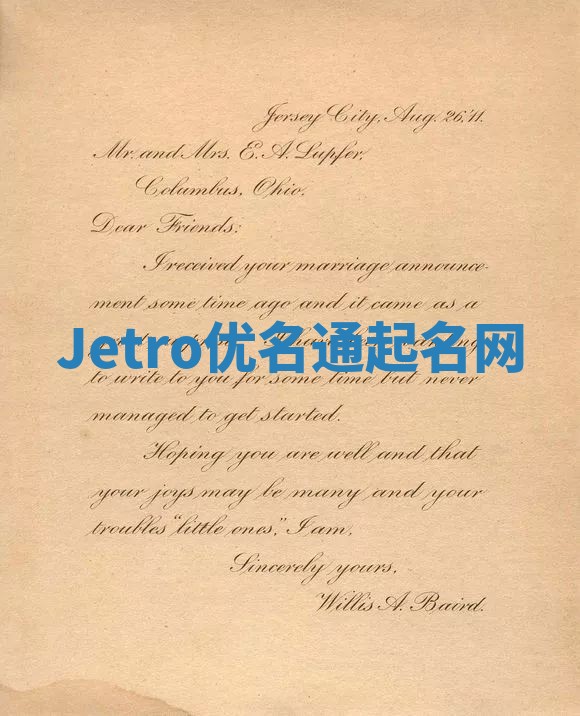 Jersey City, Aug. 26,'11.
Mr. and Mrs. E. A. Lupfer,
Columbus, Ohio.
Dear Friends:
I received your marriage announce-
ment some time ago and it came as a
Jetro优名通起名网
to write to you for some time but never
managed to get started.
Hoping you are well and that
your joys may be many and your
troubles "little ones," I am,
Sincerely yours,
Willis A. Baird.